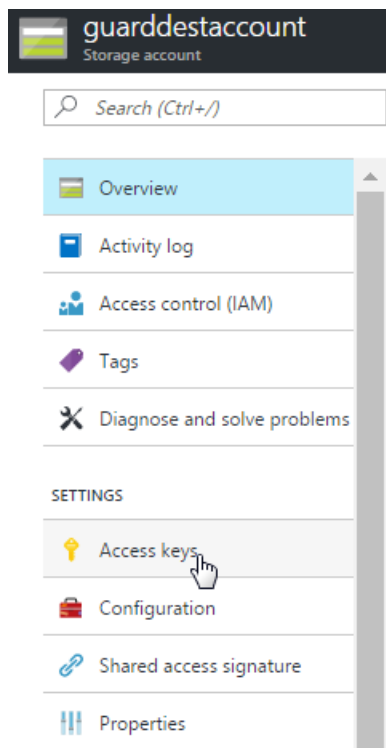 guarddestaccount
Storage account
Search (Ctrl+/)
Overview
Activity log
Access control (IAM)
Tags
Diagnose and solve problems
SETTINGS
Access keys
Configuration
Shared access signature
Properties